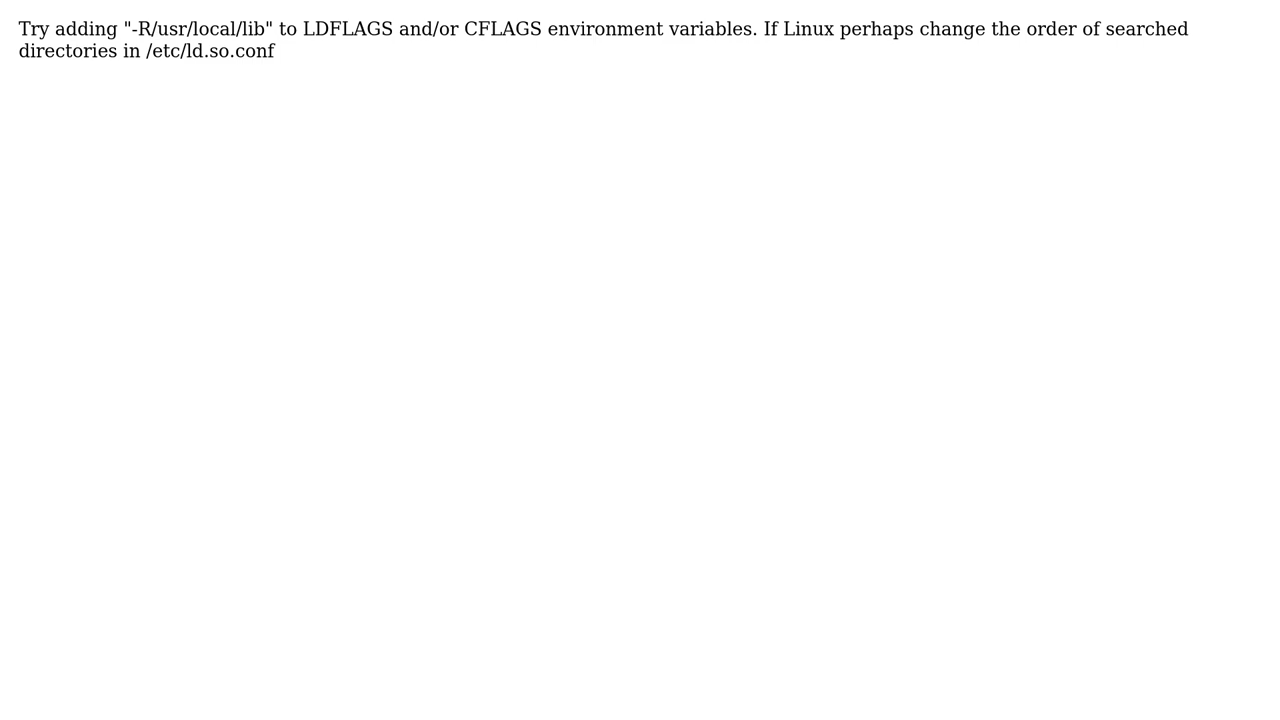 Try adding "-R/usr/local/lib" to LDFLAGS and/or CFLAGS environment variables. If Linux perhaps change the order of searched
directories in /etc/ld.so.conf